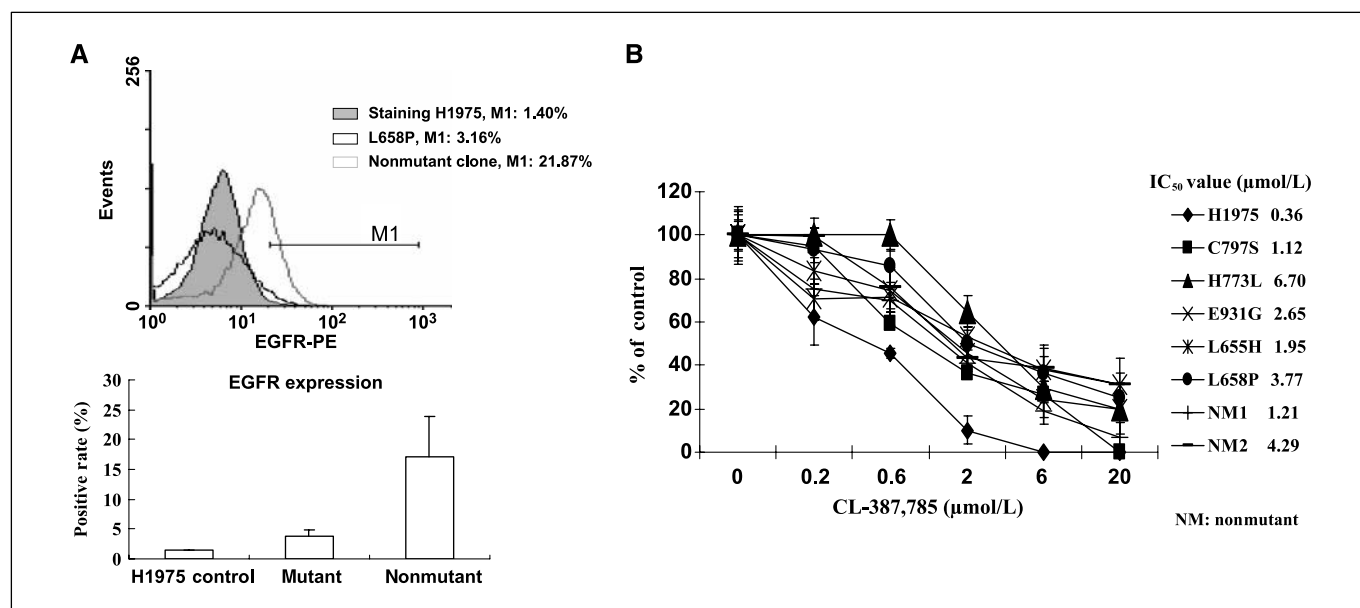 A
256
Events
0
Staining H1975, M1: 1.40%
L658P, M1: 3.16%
Nonmutant clone, M1: 21.87%
M1
10⁰ 10¹ 10² 10³
EGFR-PE
EGFR expression
Positive rate (%)
30
25
20
15
10
5
0
H1975 control Mutant Nonmutant
B
% of control
120
100
80
60
40
20
0
0 0.2 0.6 2 6 20
CL-387,785 (μmol/L)
IC₅₀ value (μmol/L)
H1975 0.36
C797S 1.12
H773L 6.70
E931G 2.65
L655H 1.95
L658P 3.77
NM1 1.21
NM2 4.29
NM: nonmutant